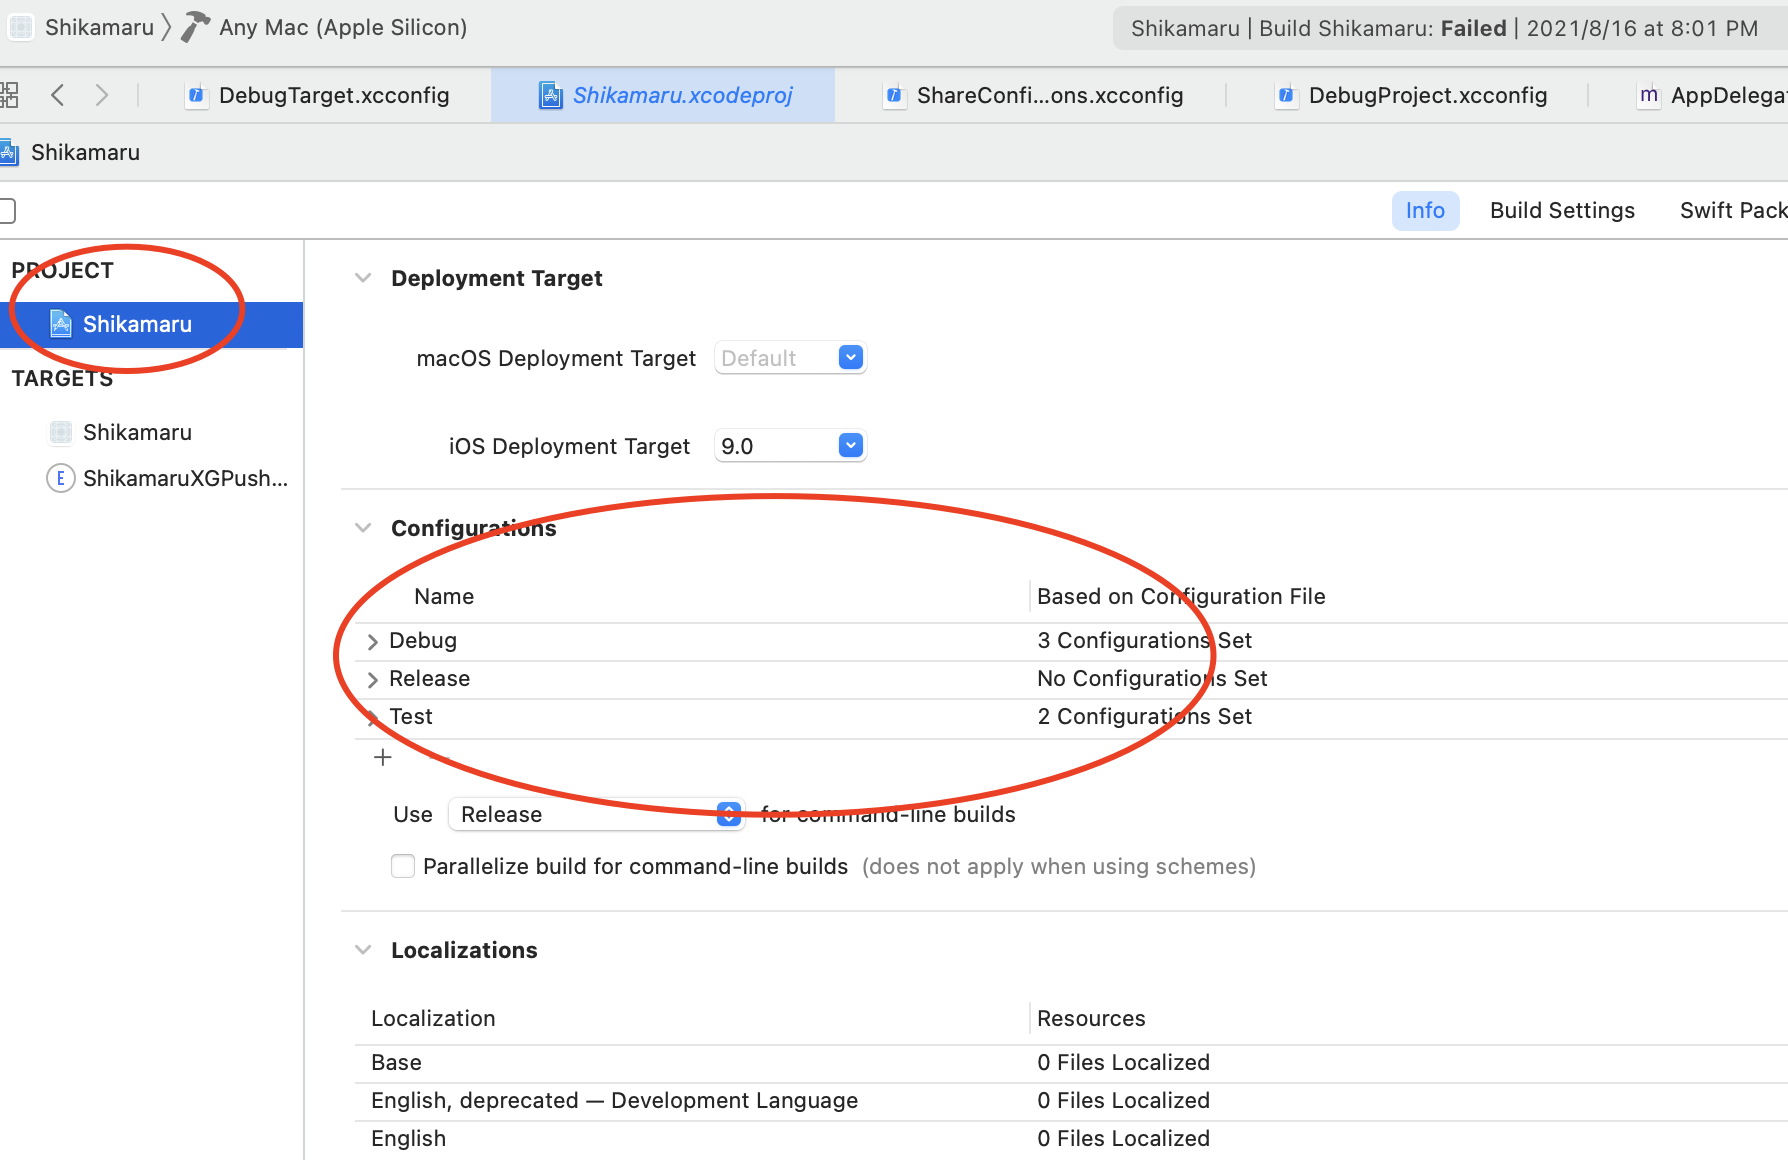 Shikamaru Any Mac (Apple Silicon) Shikamaru | Build Shikamaru: Failed | 2021/8/16 at 8:01 PM
DebugTarget.xcconfig Shikamaru.xcodeproj ShareConfi...ons.xcconfig DebugProject.xcconfig AppDelega
Shikamaru
Info Build Settings Swift Pack
PROJECT
Shikamaru
TARGETS
Shikamaru
ShikamaruXGPush...
Deployment Target
macOS Deployment Target Default
iOS Deployment Target 9.0
Configurations
Name Based on Configuration File
Debug 3 Configurations Set
Release No Configurations Set
Test 2 Configurations Set
Use Release for command-line builds
Parallelize build for command-line builds (does not apply when using schemes)
Localizations
Localization Resources
Base 0 Files Localized
English, deprecated — Development Language 0 Files Localized
English 0 Files Localized